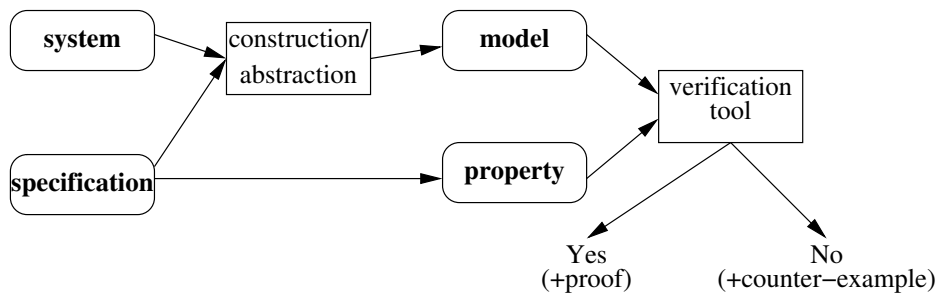 system
construction/
abstraction
model
verification
tool
specification
property
Yes
(+proof)
No
(+counter−example)